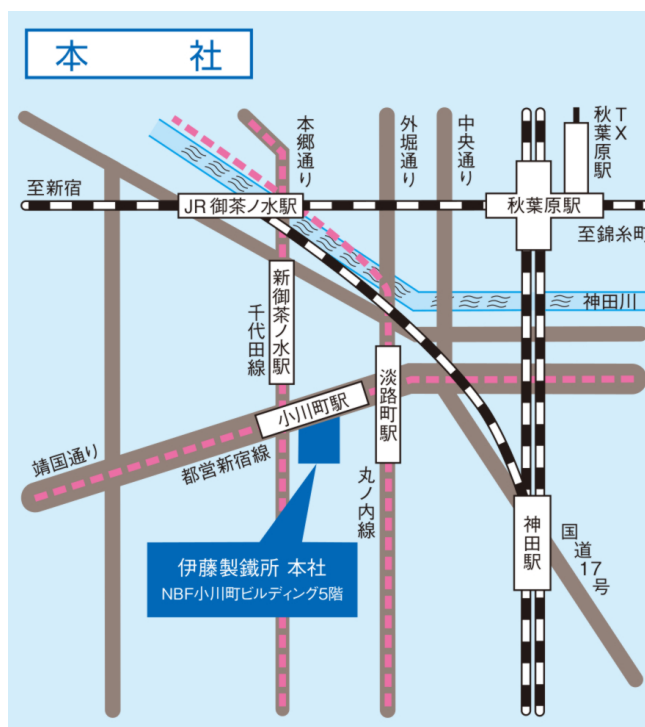 本 社
本郷通り
外堀通り
中央通り
TX
秋葉原駅
至新宿
JR御茶ノ水駅
秋葉原駅
至錦糸町
新御茶ノ水駅
千代田線
神田川
淡路町駅
小川町駅
靖国通り
都営新宿線
丸ノ内線
神田駅
国道17号
伊藤製鐵所 本社
NBF小川町ビルディング5階